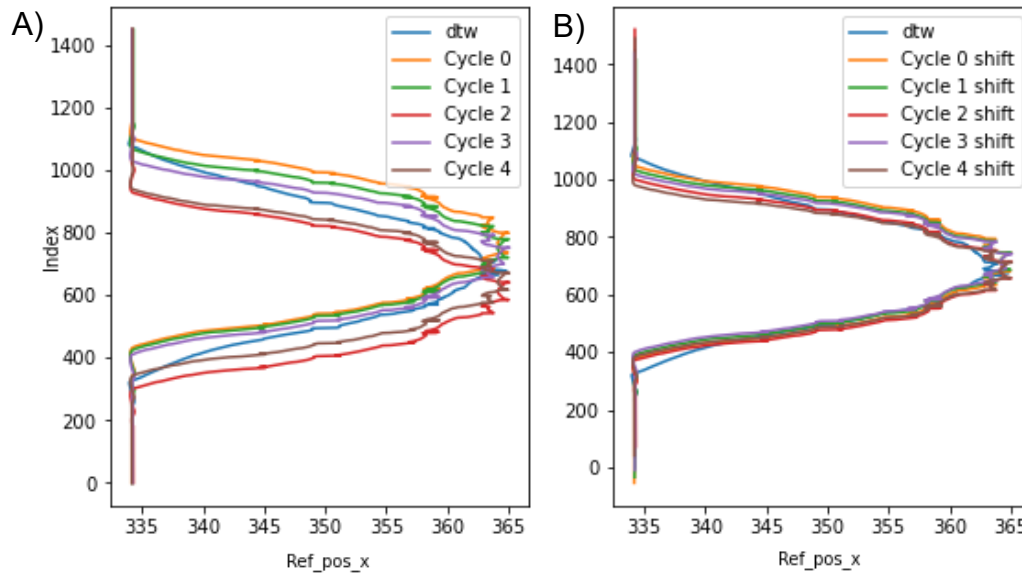 A)
dtw
Cycle 0
Cycle 1
Cycle 2
Cycle 3
Cycle 4
1400
1200
1000
800
600
400
200
0
Index
335 340 345 350 355 360 365
Ref_pos_x
B)
dtw
Cycle 0 shift
Cycle 1 shift
Cycle 2 shift
Cycle 3 shift
Cycle 4 shift
1400
1200
1000
800
600
400
200
0
335 340 345 350 355 360 365
Ref_pos_x